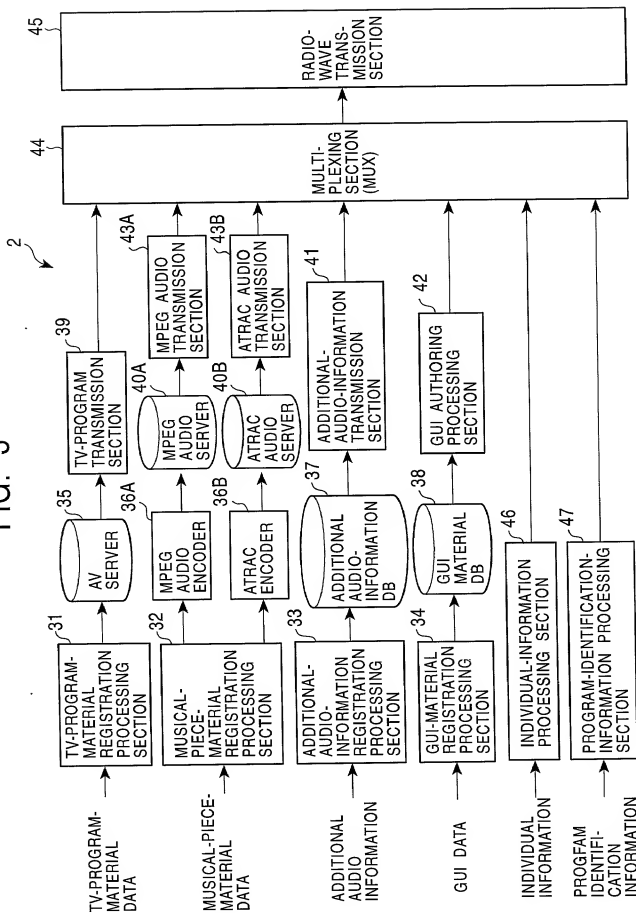 FIG.
2
TV-PROGRAM-
MATERIAL
DATA
31
TV-PROGRAM-
MATERIAL
REGISTRATION
PROCESSING
SECTION
35
AV
SERVER
39
TV-PROGRAM
TRANSMISSION
SECTION
MUSICAL-PIECE-
MATERIAL
DATA
32
MUSICAL-
PIECE-
MATERIAL
REGISTRATION
PROCESSING
SECTION
36A
MPEG
AUDIO
ENCODER
40A
MPEG
AUDIO
SERVER
43A
MPEG AUDIO
TRANSMISSION
SECTION
36B
ATRAC
ENCODER
40B
ATRAC
AUDIO
SERVER
43B
ATRAC AUDIO
TRANSMISSION
SECTION
ADDITIONAL
AUDIO
INFORMATION
33
ADDITIONAL-
AUDIO-
INFORMATION
REGISTRATION
PROCESSING
SECTION
37
ADDITIONAL
AUDIO-
INFORMATION
DB
41
ADDITIONAL-
AUDIO-INFORMATION
TRANSMISSION
SECTION
GUI DATA
34
GUI-MATERIAL
REGISTRATION
PROCESSING
SECTION
38
GUI
MATERIAL
DB
42
GUI AUTHORING
PROCESSING
SECTION
INDIVIDUAL
INFORMATION
46
INDIVIDUAL-INFORMATION
PROCESSING SECTION
PROGFAM
IDENTIFI-
CATION
INFORMATION
47
PROGRAM-IDENTIFICATION-
INFORMATION PROCESSING
SECTION
44
MULTI-
PLEXING
SECTION
(MUX)
45
RADIO-
WAVE
TRANS-
MISSION
SECTION